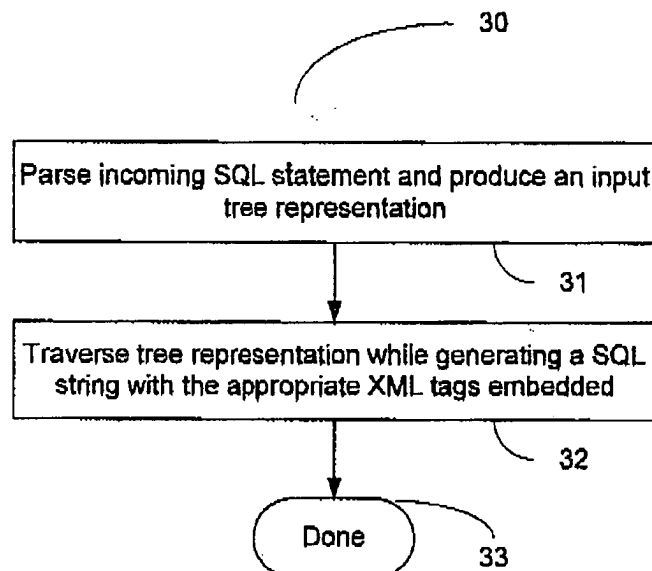 30
Parse incoming SQL statement and produce an input
tree representation
31
Traverse tree representation while generating a SQL
string with the appropriate XML tags embedded
32
Done
33